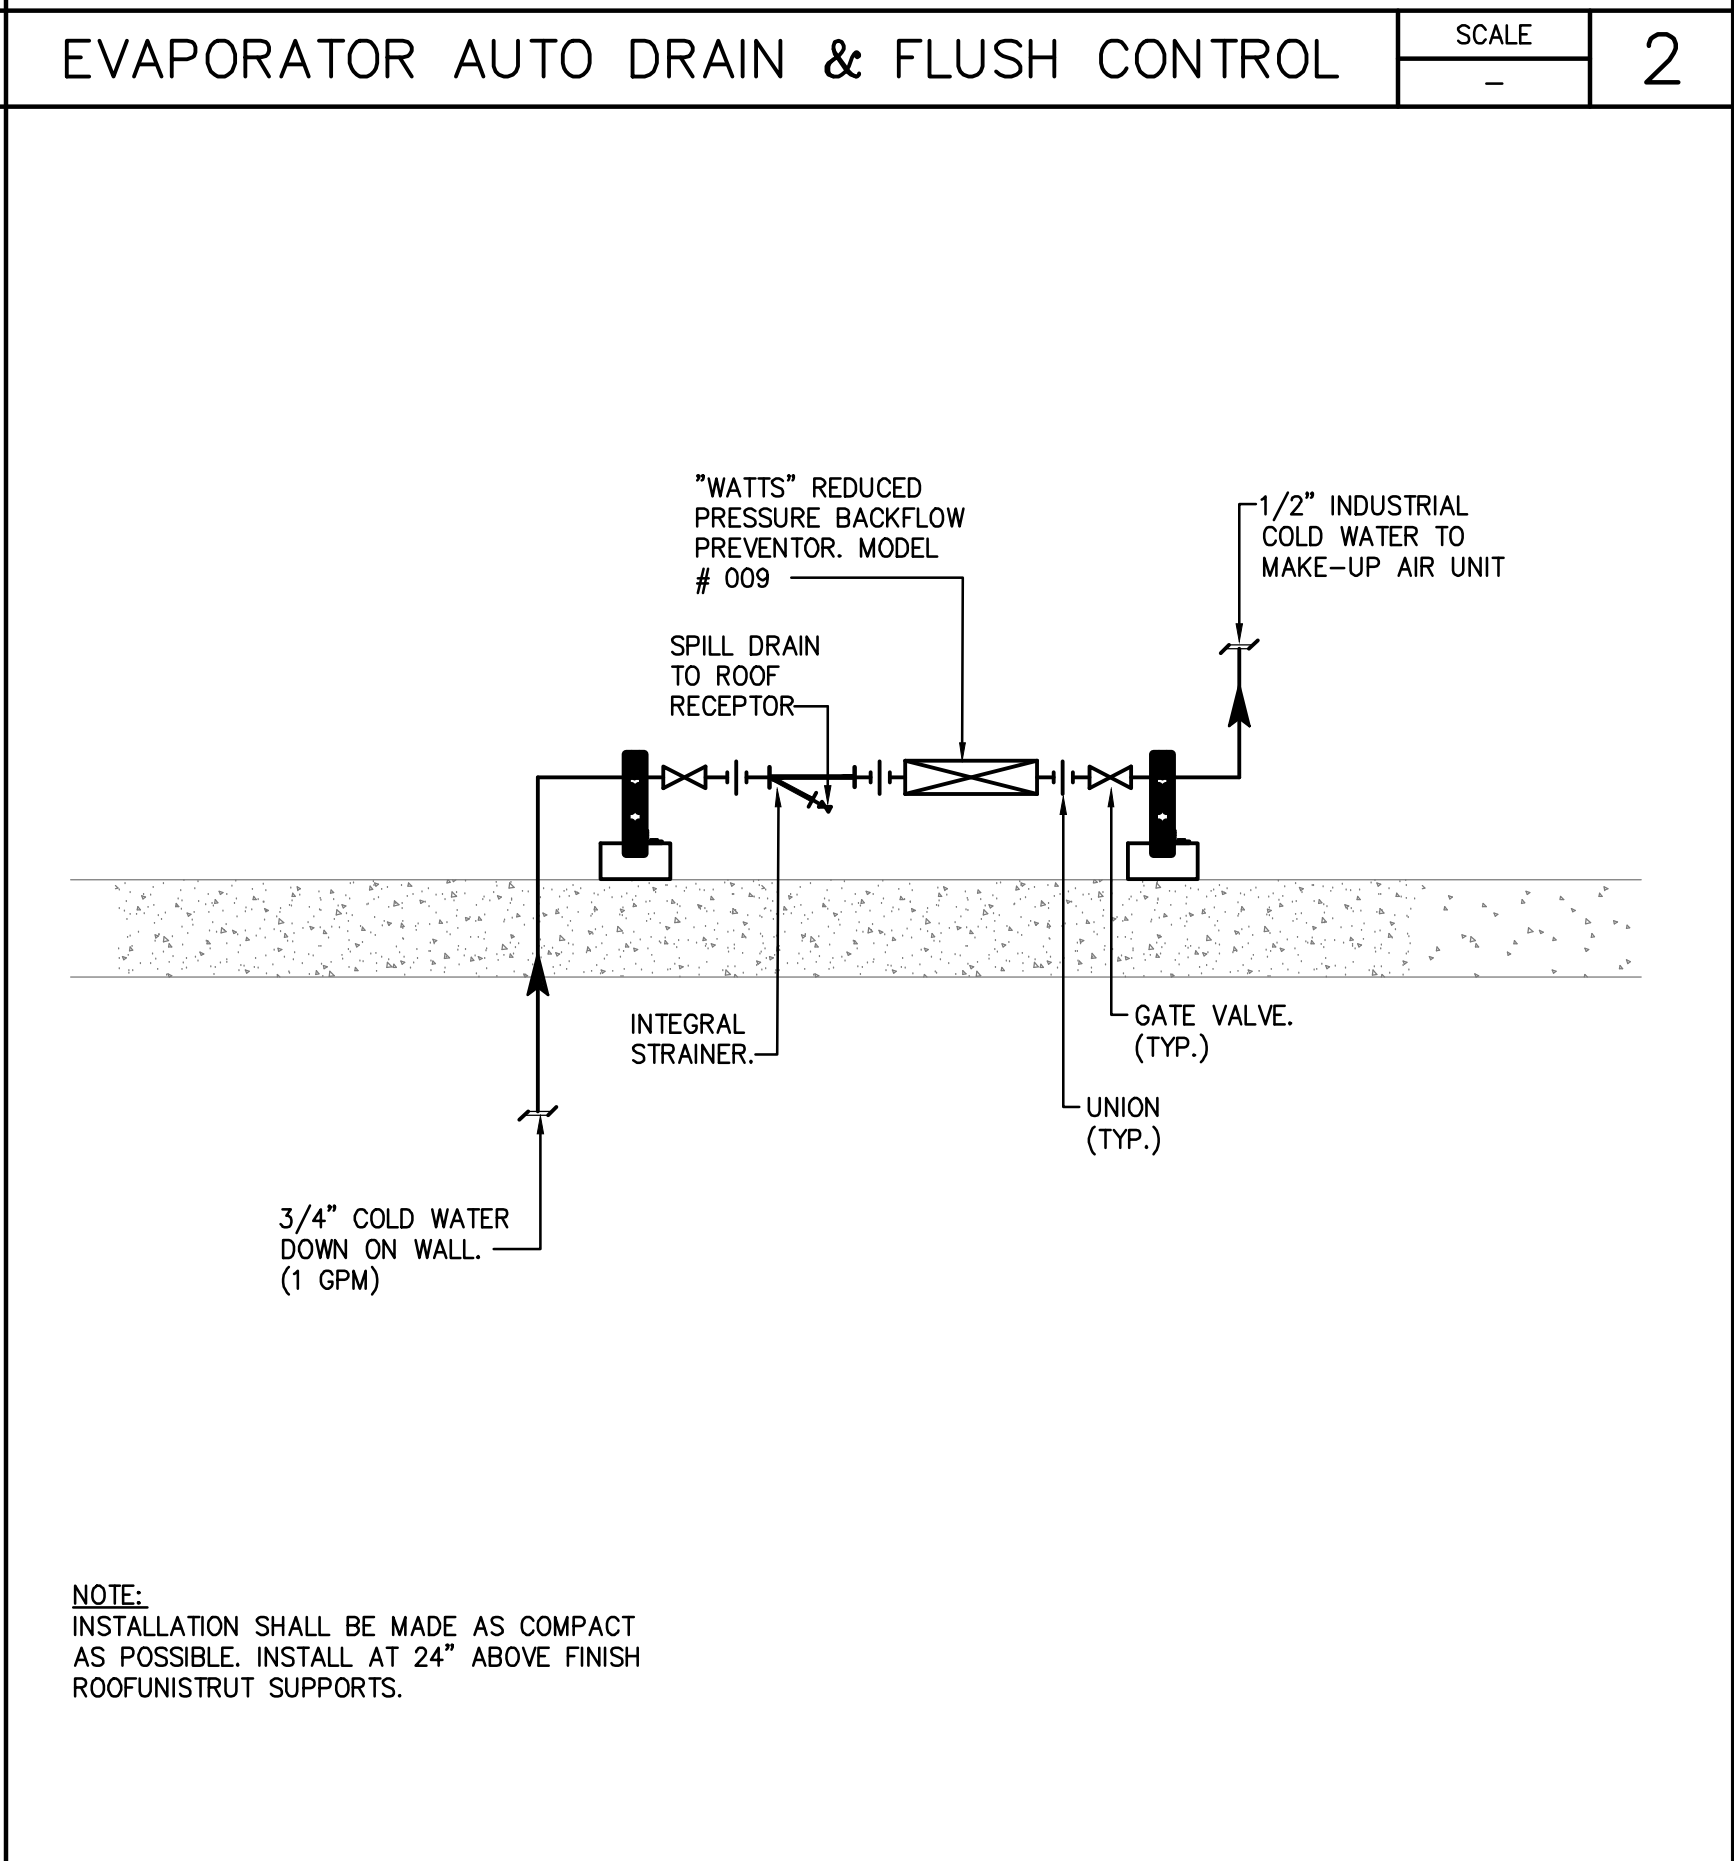 EVAPORATOR AUTO DRAIN & FLUSH CONTROL
SCALE
–
2
"WATTS" REDUCED
PRESSURE BACKFLOW
PREVENTOR. MODEL
# 009
1/2" INDUSTRIAL
COLD WATER TO
MAKE-UP AIR UNIT
SPILL DRAIN
TO ROOF
RECEPTOR
INTEGRAL
STRAINER.
GATE VALVE.
(TYP.)
UNION
(TYP.)
3/4" COLD WATER
DOWN ON WALL.
(1 GPM)
NOTE:
INSTALLATION SHALL BE MADE AS COMPACT
AS POSSIBLE. INSTALL AT 24" ABOVE FINISH
ROOFUNISTRUT SUPPORTS.